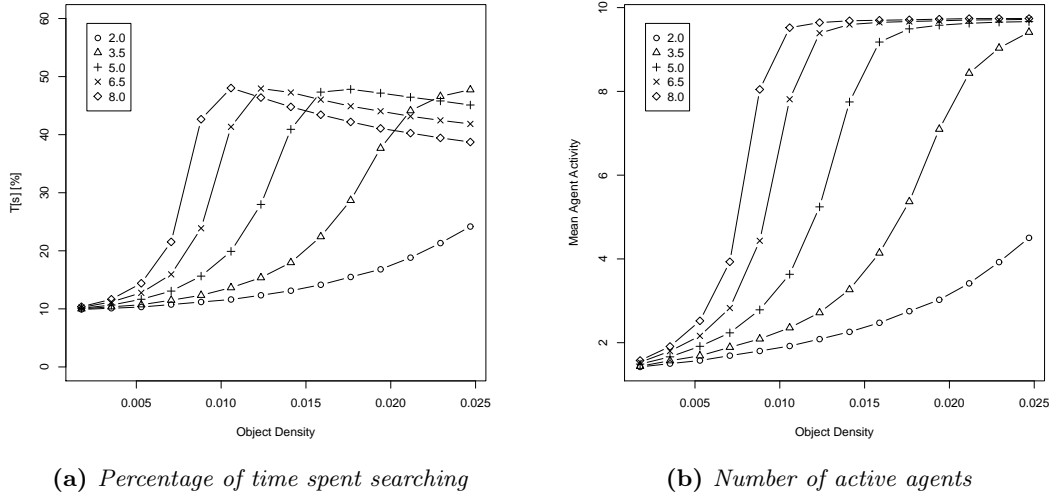 60
50
40
30
20
10
0
T[s] [%]
2.0
3.5
5.0
6.5
8.0
0.005 0.010 0.015 0.020 0.025
Object Density
(a) Percentage of time spent searching
10
8
6
4
2
Mean Agent Activity
2.0
3.5
5.0
6.5
8.0
0.005 0.010 0.015 0.020 0.025
Object Density
(b) Number of active agents